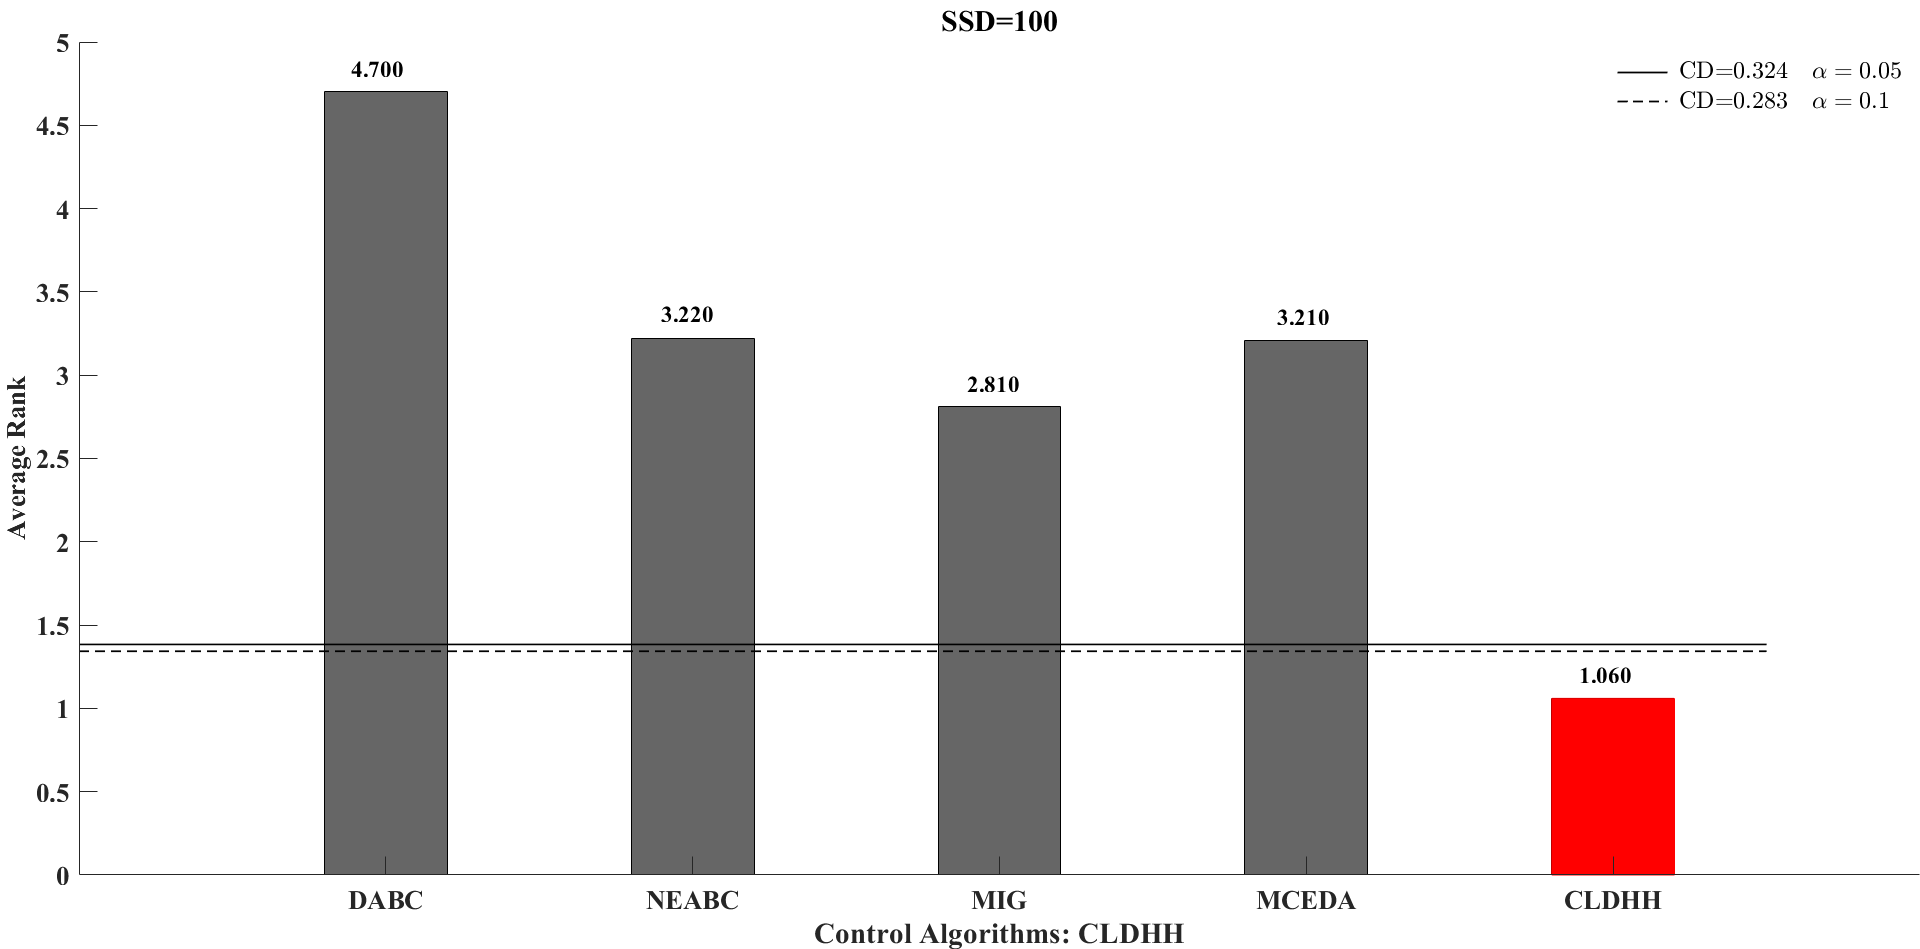 SSD=100
CD=0.324 α = 0.05
CD=0.283 α = 0.1
Average Rank
5
4.5
4
3.5
3
2.5
2
1.5
1
0.5
0
4.700
3.220
2.810
3.210
1.060
DABC NEABC MIG MCEDA CLDHH
Control Algorithms: CLDHH